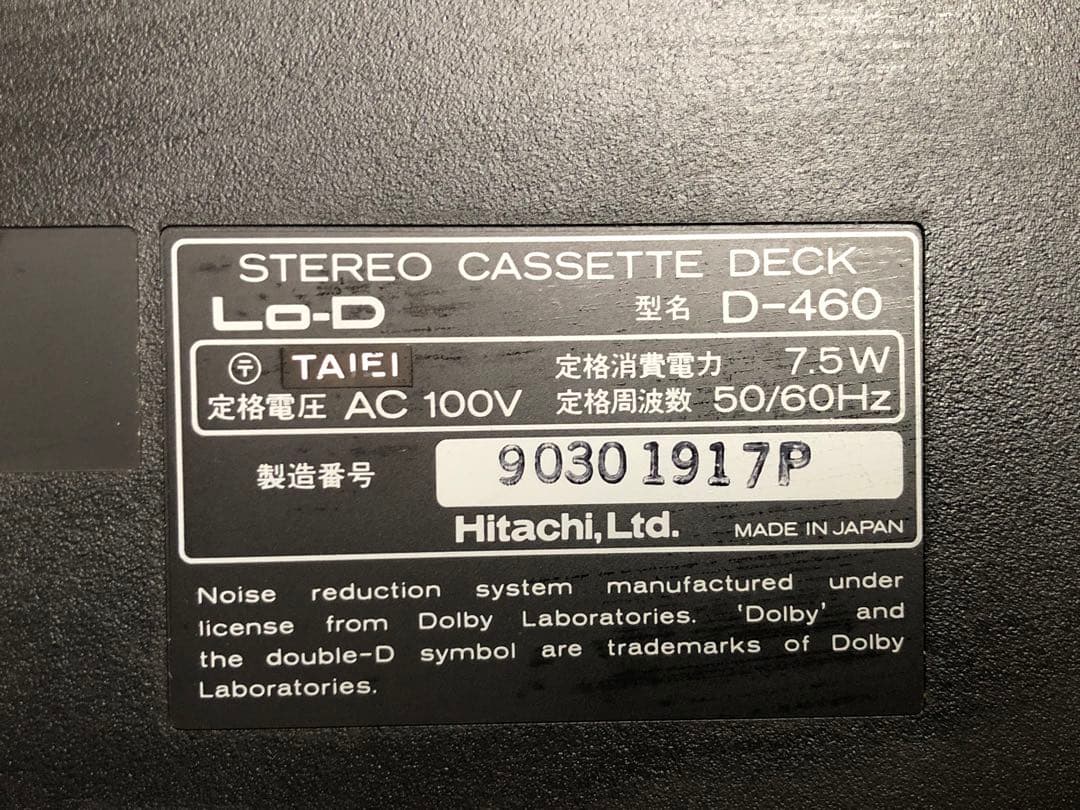 STEREO CASSETTE DECK
Lo-D 型名 D-460
〒 TAIEI 定格消費電力 7.5W
定格電圧 AC 100V 定格周波数 50/60Hz
製造番号 90301917P
Hitachi, Ltd. MADE IN JAPAN
Noise reduction system manufactured under
license from Dolby Laboratories. 'Dolby' and
the double-D symbol are trademarks of Dolby
Laboratories.